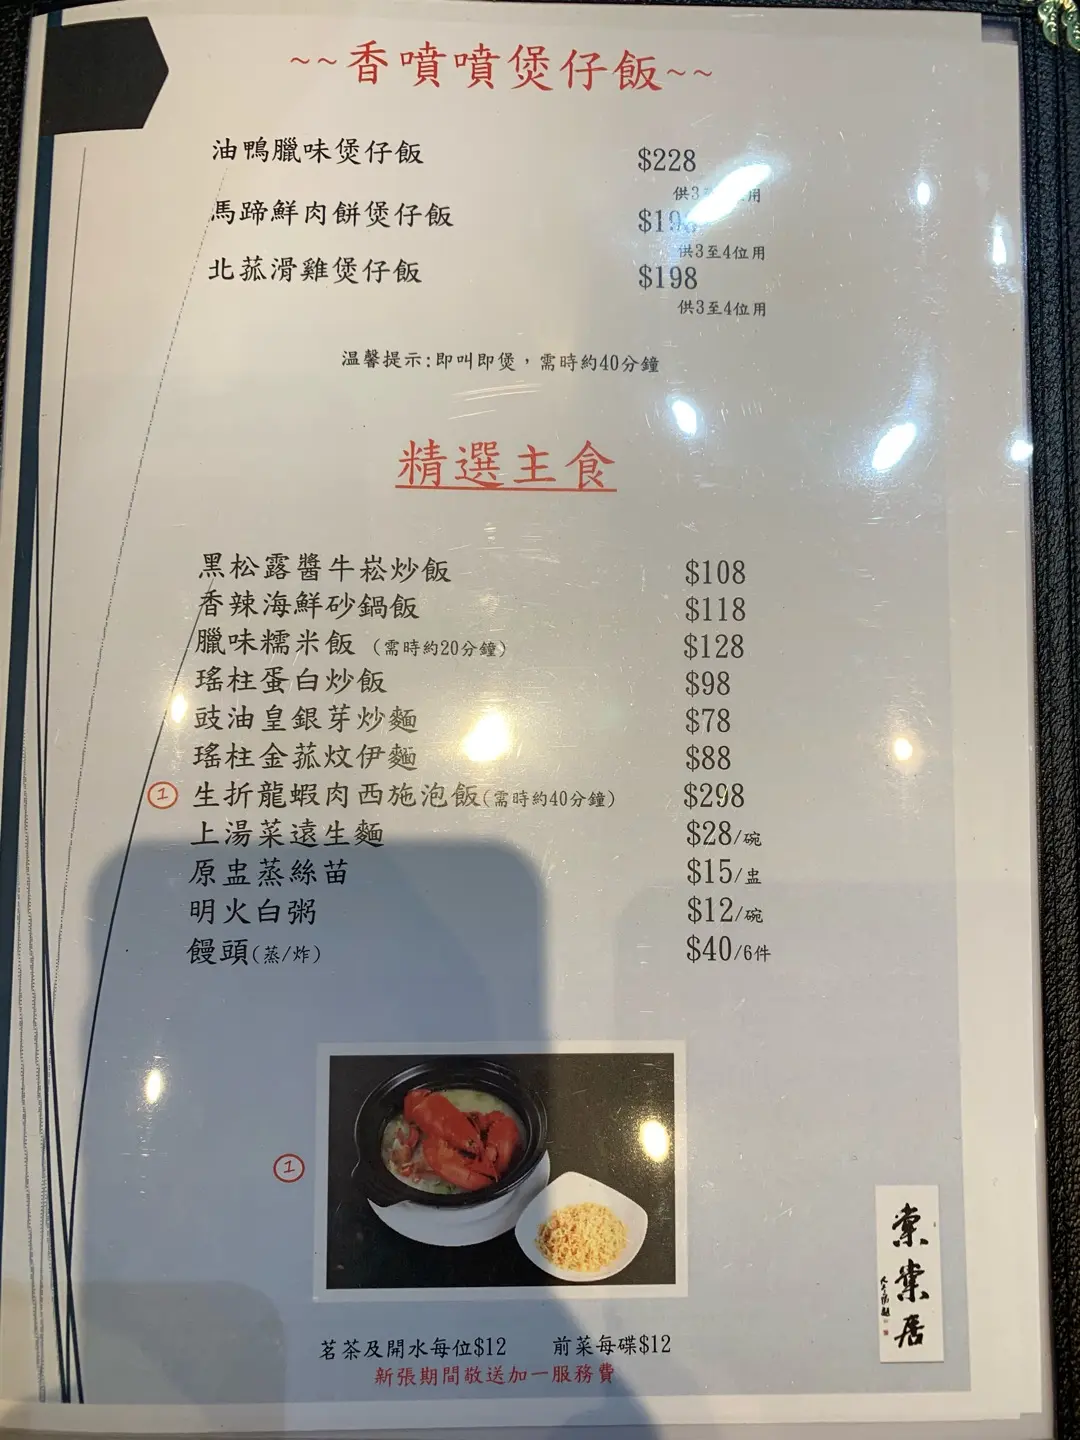 ~~香噴噴煲仔飯~~
油鴨臘味煲仔飯 $228
供3 用
馬蹄鮮肉餅煲仔飯
供3至4位用
北菰滑雞煲仔飯 $198
供3至4位用
温馨提示:即叫即煲，需時約40分鐘
精選主食
黑松露醬牛崧炒飯 $108
香辣海鮮砂鍋飯 $118
臘味糯米飯 (需時約20分鐘) $128
瑤柱蛋白炒飯 $98
豉油皇銀芽炒麵 $78
瑤柱金菰炆伊麵 $88
① 生折龍蝦肉西施泡飯(需時約40分鐘) $298
上湯菜遠生麵 $28/碗
原盅蒸絲苗 $15/盅
明火白粥 $12/碗
饅頭(蒸/炸) $40/6件
①
棠棠居
茗茶及開水每位$12 前菜每碟$12
新張期間敬送加一服務費